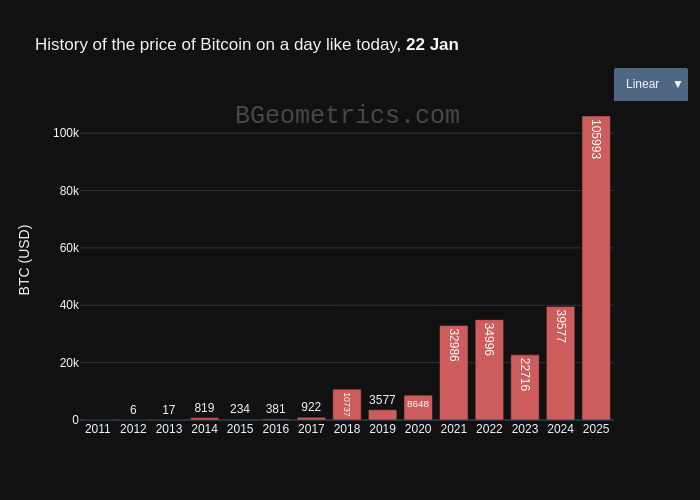 History of the price of Bitcoin on a day like today, 22 Jan
Linear ▼
BGeometrics.com
BTC (USD)
100k
80k
60k
40k
20k
0
6
17
819
234
381
922
10737
3577
8648
32986
34996
22716
39577
105993
2011 2012 2013 2014 2015 2016 2017 2018 2019 2020 2021 2022 2023 2024 2025